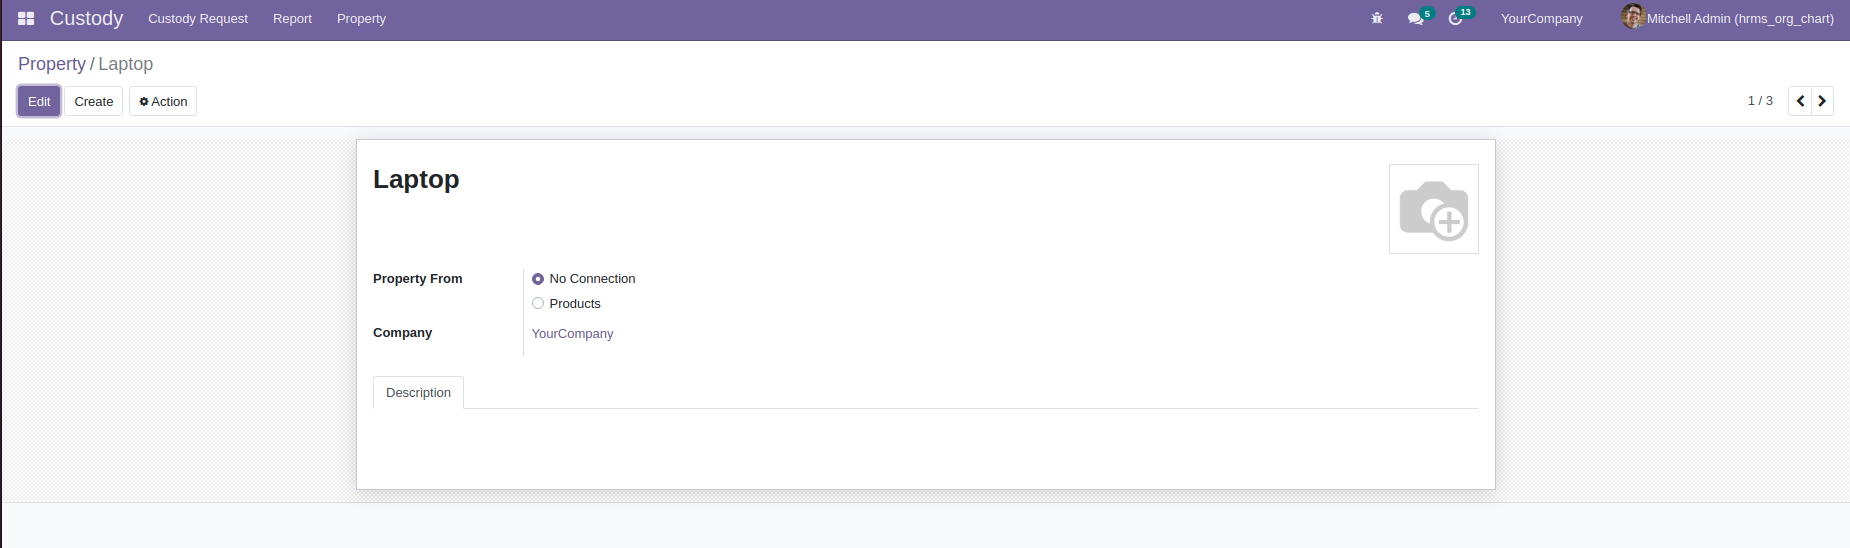 Custody Custody Request Report Property 5 13 YourCompany Mitchell Admin (hrms_org_chart)
Property / Laptop
Edit Create Action 1 / 3
Laptop
Property From No Connection
Products
Company YourCompany
Description